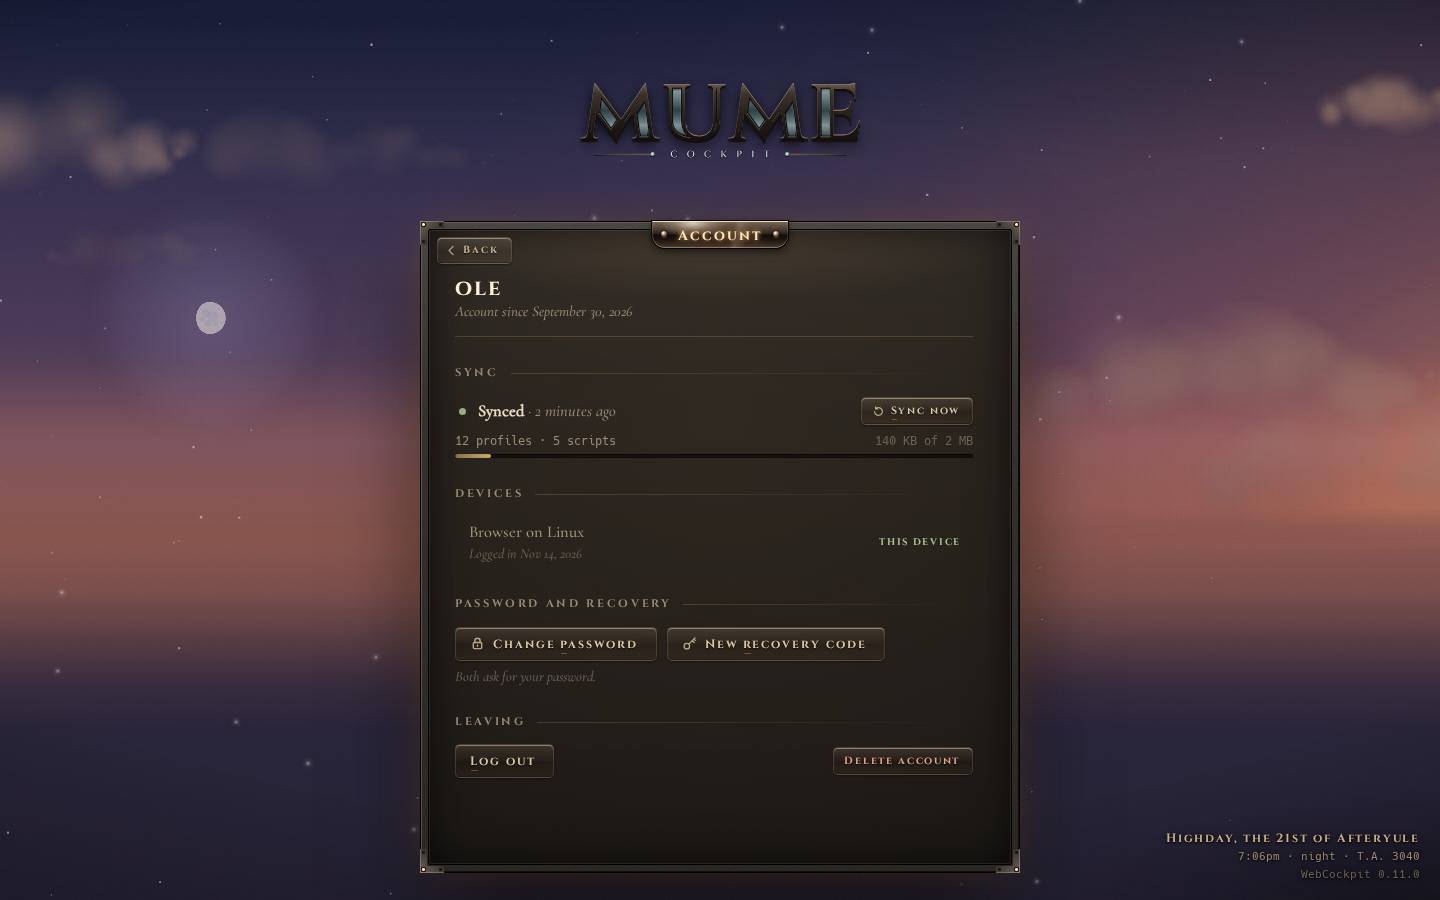 MUME
COCKPIT
ACCOUNT
BACK
OLE
Account since September 30, 2026
SYNC
Synced · 2 minutes ago
SYNC NOW
12 profiles · 5 scripts
140 KB of 2 MB
DEVICES
Browser on Linux
Logged in Nov 14, 2026
THIS DEVICE
PASSWORD AND RECOVERY
CHANGE PASSWORD
NEW RECOVERY CODE
Both ask for your password.
LEAVING
LOG OUT
DELETE ACCOUNT
HIGHDAY, THE 21ST OF AFTERYULE
7:06pm · night · T.A. 3040
WebCockpit 0.11.0